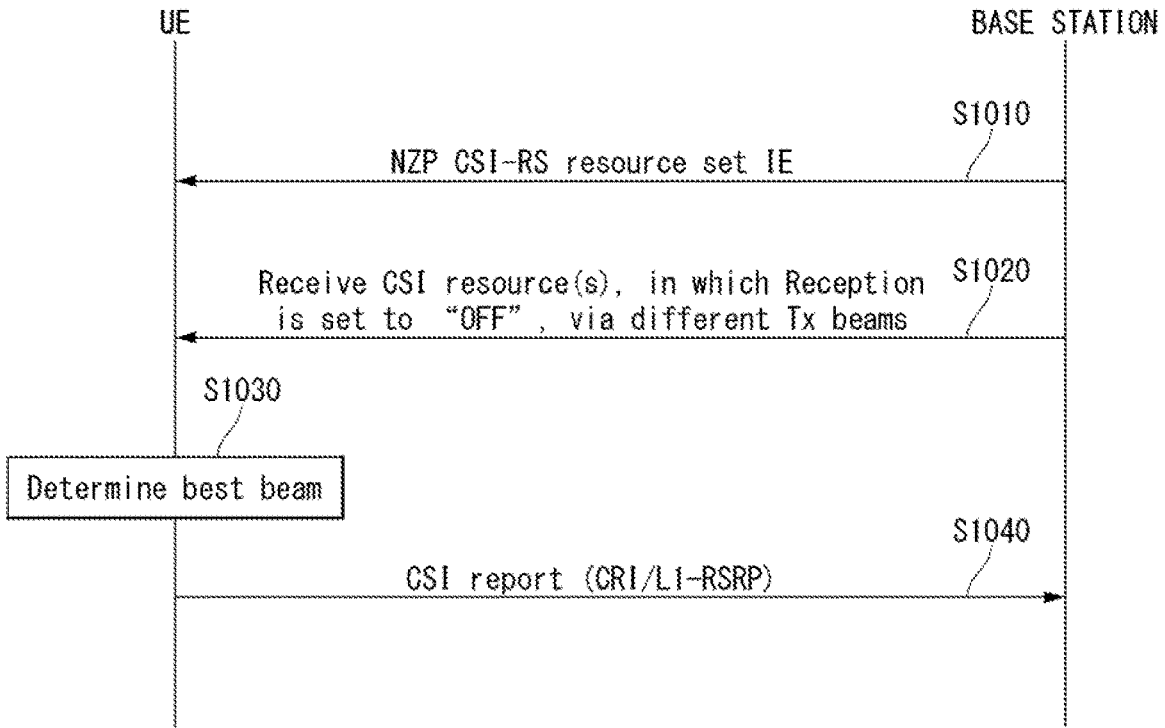 UE
BASE STATION
S1010
NZP CSI-RS resource set IE
S1020
Receive CSI resource(s), in which Reception
is set to “OFF”, via different Tx beams
S1030
Determine best beam
S1040
CSI report (CRI/L1-RSRP)